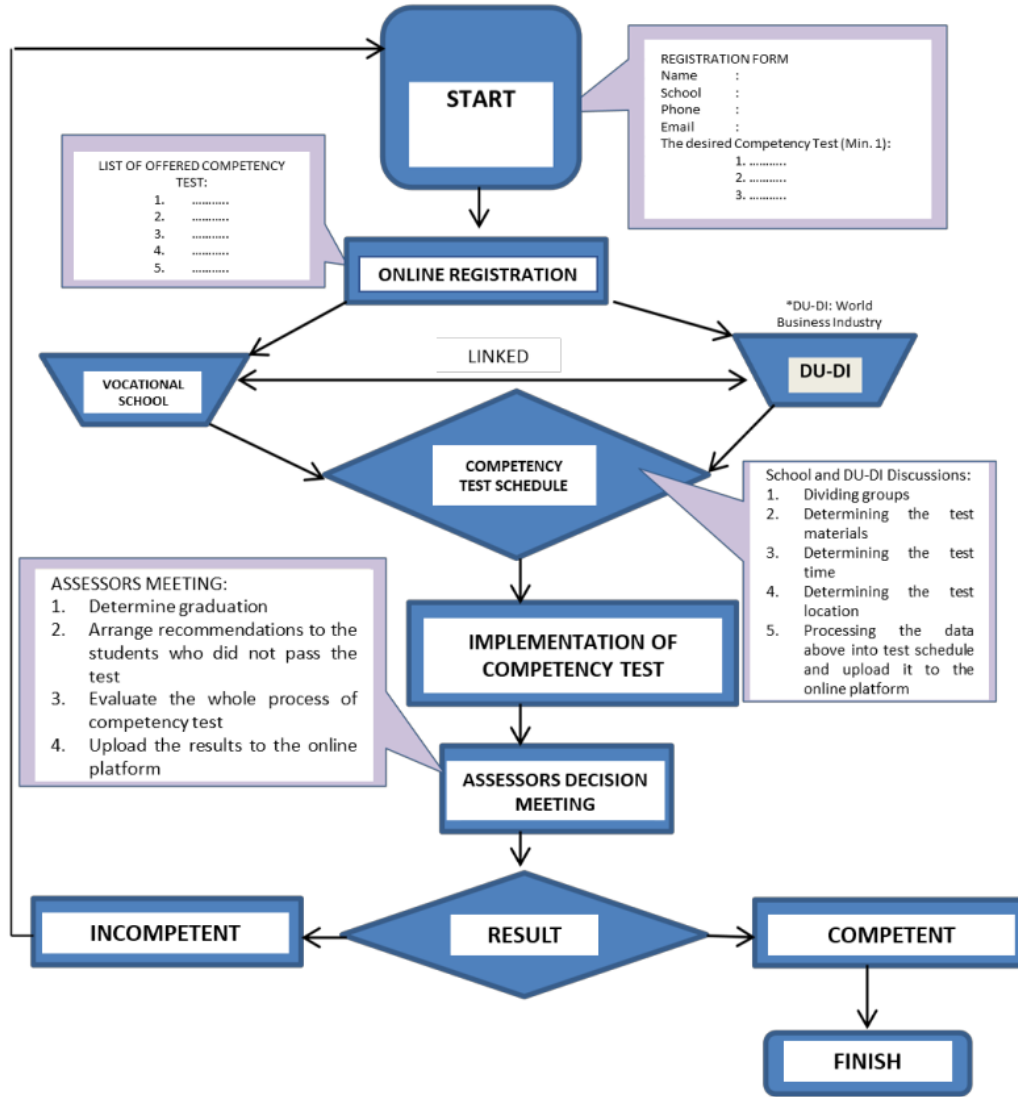 START
REGISTRATION FORM
Name :
School :
Phone :
Email :
The desired Competency Test (Min. 1):
1. ...........
2. ...........
3. ...........
LIST OF OFFERED COMPETENCY
TEST:
1. ...........
2. ...........
3. ...........
4. ...........
5. ...........
ONLINE REGISTRATION
*DU-DI: World
Business Industry
LINKED
VOCATIONAL
SCHOOL
DU-DI
COMPETENCY
TEST SCHEDULE
School and DU-DI Discussions:
1. Dividing groups
2. Determining the test
materials
3. Determining the test
time
4. Determining the test
location
5. Processing the data
above into test schedule
and upload it to the
online platform
ASSESSORS MEETING:
1. Determine graduation
2. Arrange recommendations to the
students who did not pass the
test
3. Evaluate the whole process of
competency test
4. Upload the results to the online
platform
IMPLEMENTATION OF
COMPETENCY TEST
ASSESSORS DECISION
MEETING
INCOMPETENT
RESULT
COMPETENT
FINISH